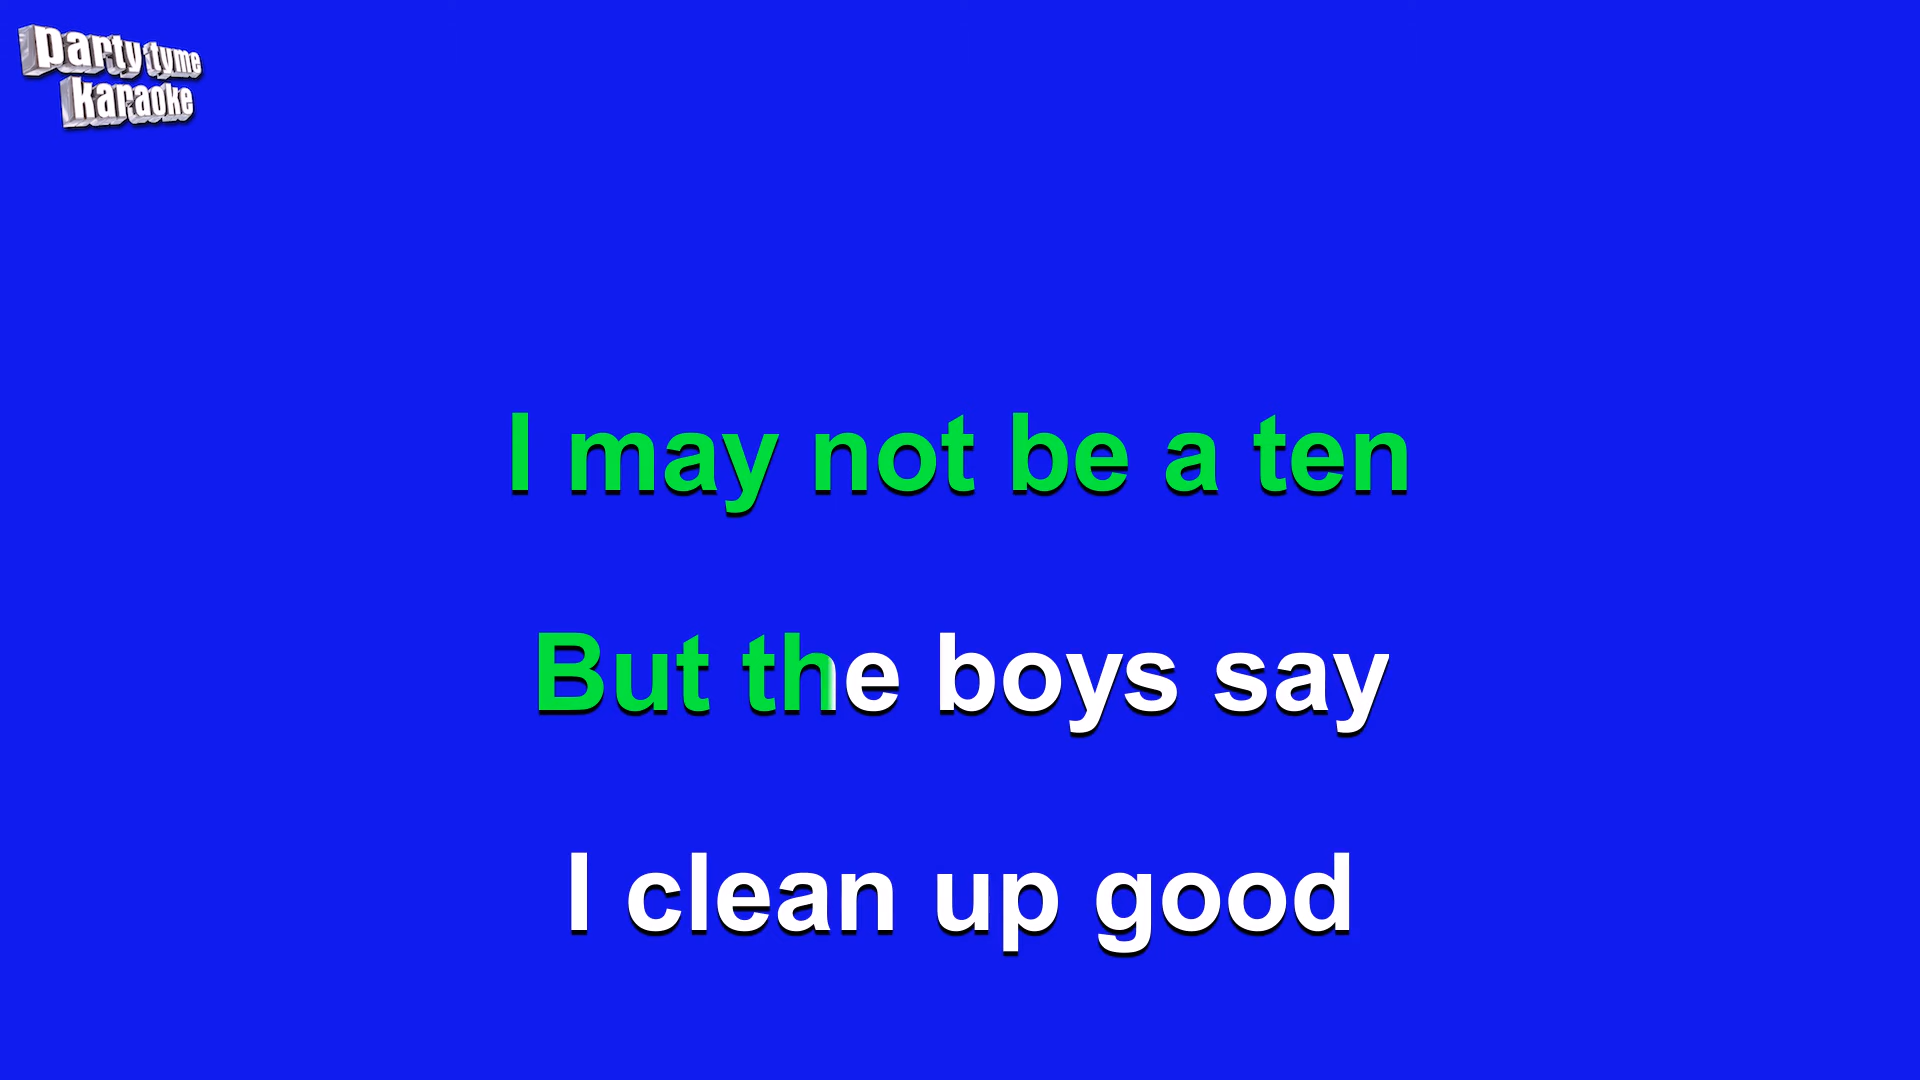 party tyme
karaoke
I may not be a ten
But the boys say
I clean up good